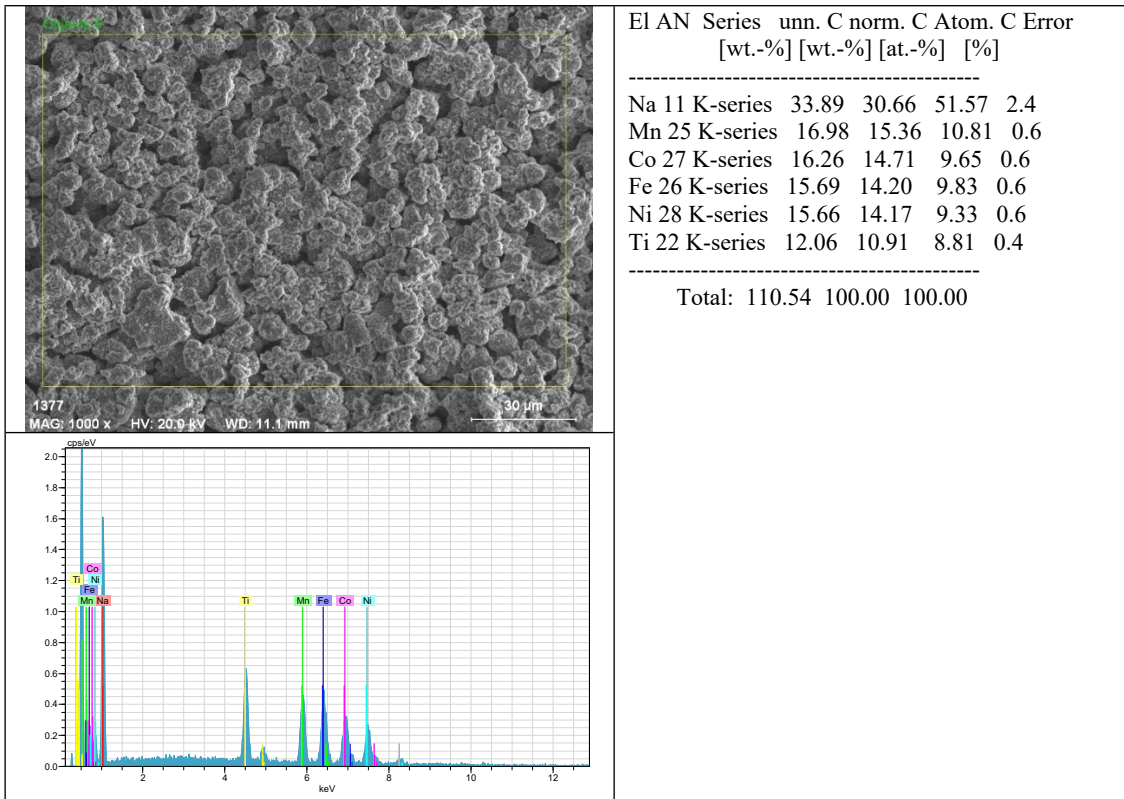 El AN Series unn. C norm. C Atom. C Error
[wt.-%] [wt.-%] [at.-%] [%]
---------------------------------------------
Na 11 K-series 33.89 30.66 51.57 2.4
Mn 25 K-series 16.98 15.36 10.81 0.6
Co 27 K-series 16.26 14.71 9.65 0.6
Fe 26 K-series 15.69 14.20 9.83 0.6
Ni 28 K-series 15.66 14.17 9.33 0.6
Ti 22 K-series 12.06 10.91 8.81 0.4
---------------------------------------------
Total: 110.54 100.00 100.00
1377
30 µm
MAG: 1000 x HV: 20.0 kV WD: 11.1 mm
cps/eV
2.0
1.8
1.6
1.4
1.2
1.0
0.8
0.6
0.4
0.2
0.0
Co
Ti Ni
Fe
Mn Na
Ti
Mn Fe Co Ni
2 4 6 8 10 12
keV